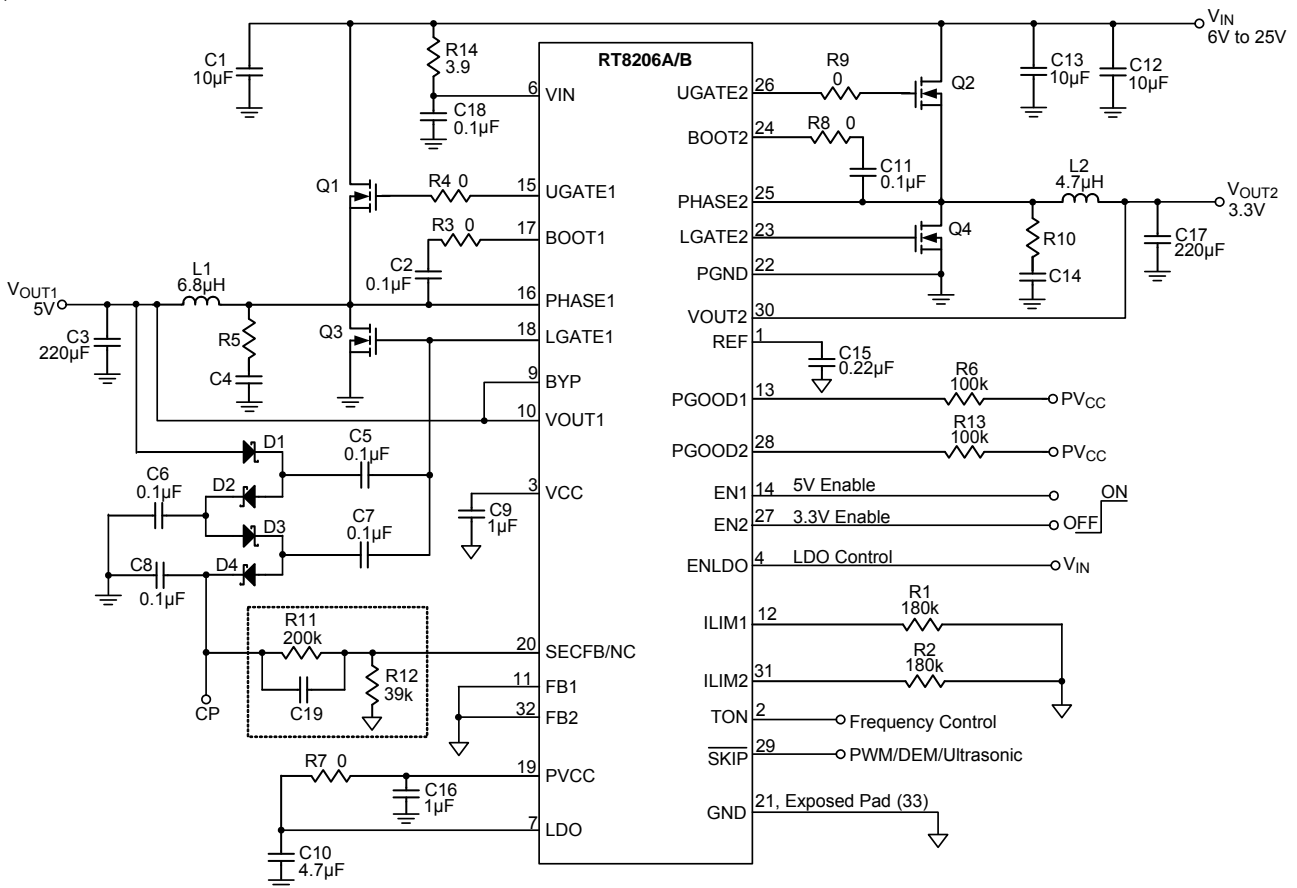 RT8206A/B
V_IN
6V to 25V
C1
10µF
R14
3.9
C18
0.1µF
6 VIN
Q1
R4 0
15 UGATE1
R3 0
17 BOOT1
C2
0.1µF
L1
6.8µH
V_OUT1
5V
16 PHASE1
C3
220µF
R5
C4
Q3
18 LGATE1
9 BYP
10 VOUT1
D1
C5
0.1µF
C6
0.1µF
D2
D3
C7
0.1µF
C8
0.1µF
D4
3 VCC
C9
1µF
R11
200k
C19
R12
39k
CP
20 SECFB/NC
11 FB1
32 FB2
R7 0
19 PVCC
C16
1µF
7 LDO
C10
4.7µF
UGATE2 26
R9
0
Q2
C13
10µF
C12
10µF
BOOT2 24
R8 0
C11
0.1µF
PHASE2 25
L2
4.7µH
V_OUT2
3.3V
LGATE2 23
Q4
R10
C14
C17
220µF
PGND 22
VOUT2 30
REF 1
C15
0.22µF
PGOOD1 13
R6
100k
PV_CC
PGOOD2 28
R13
100k
PV_CC
EN1 14 5V Enable
EN2 27 3.3V Enable
OFF
ON
ENLDO 4 LDO Control
V_IN
ILIM1 12
R1
180k
ILIM2 31
R2
180k
TON 2 Frequency Control
SKIP 29 PWM/DEM/Ultrasonic
GND 21, Exposed Pad (33)